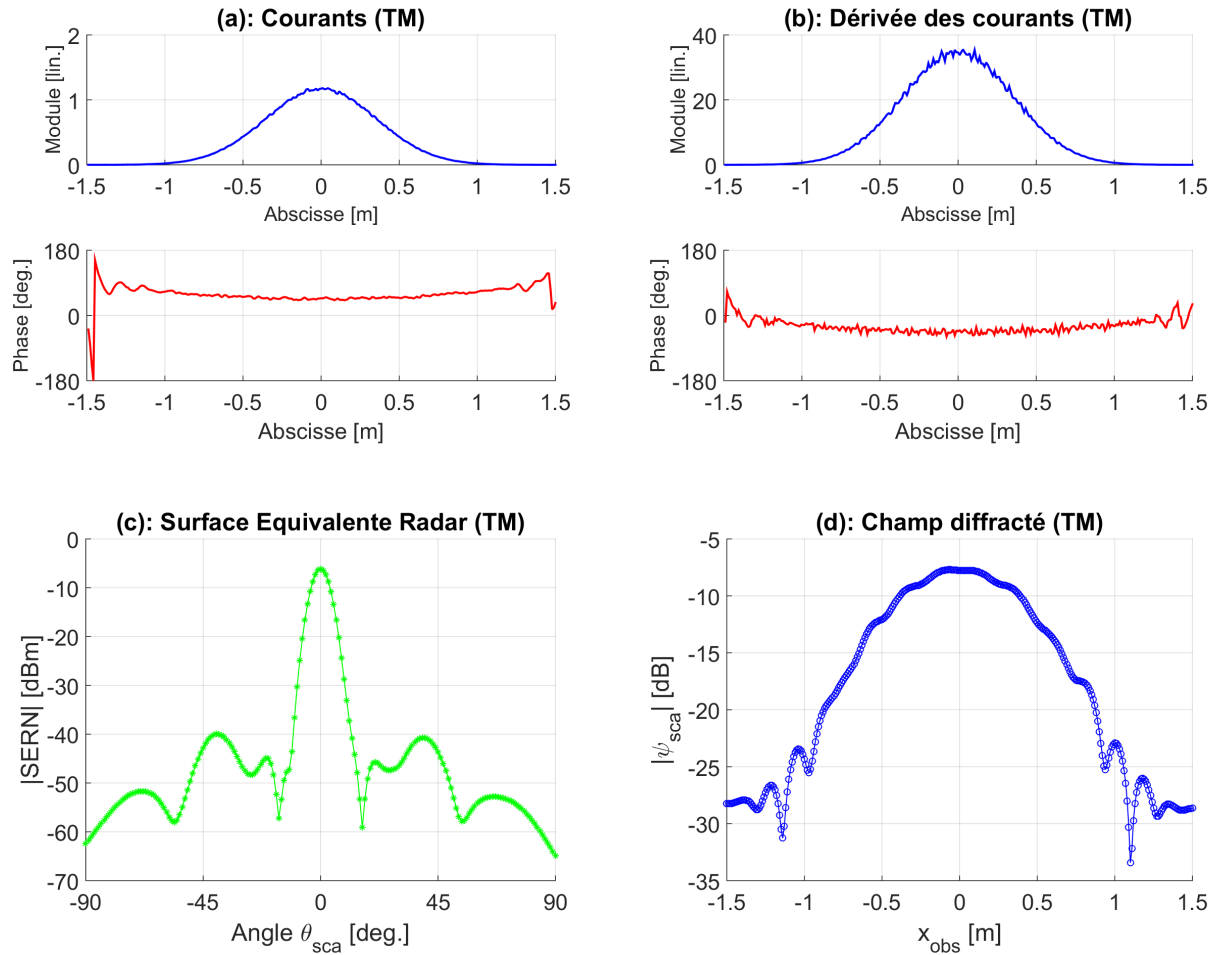 (a): Courants (TM)
Module [lin.]
2
1
0
-1.5 -1 -0.5 0 0.5 1 1.5
Abscisse [m]
Phase [deg.]
180
0
-180
-1.5 -1 -0.5 0 0.5 1 1.5
Abscisse [m]
(b): Dérivée des courants (TM)
Module [lin.]
40
20
0
-1.5 -1 -0.5 0 0.5 1 1.5
Abscisse [m]
Phase [deg.]
180
0
-180
-1.5 -1 -0.5 0 0.5 1 1.5
Abscisse [m]
(c): Surface Equivalente Radar (TM)
|SERN| [dBm]
0
-10
-20
-30
-40
-50
-60
-70
-90 -45 0 45 90
Angle θsca [deg.]
(d): Champ diffracté (TM)
|ψsca| [dB]
-5
-10
-15
-20
-25
-30
-35
-1.5 -1 -0.5 0 0.5 1 1.5
xobs [m]